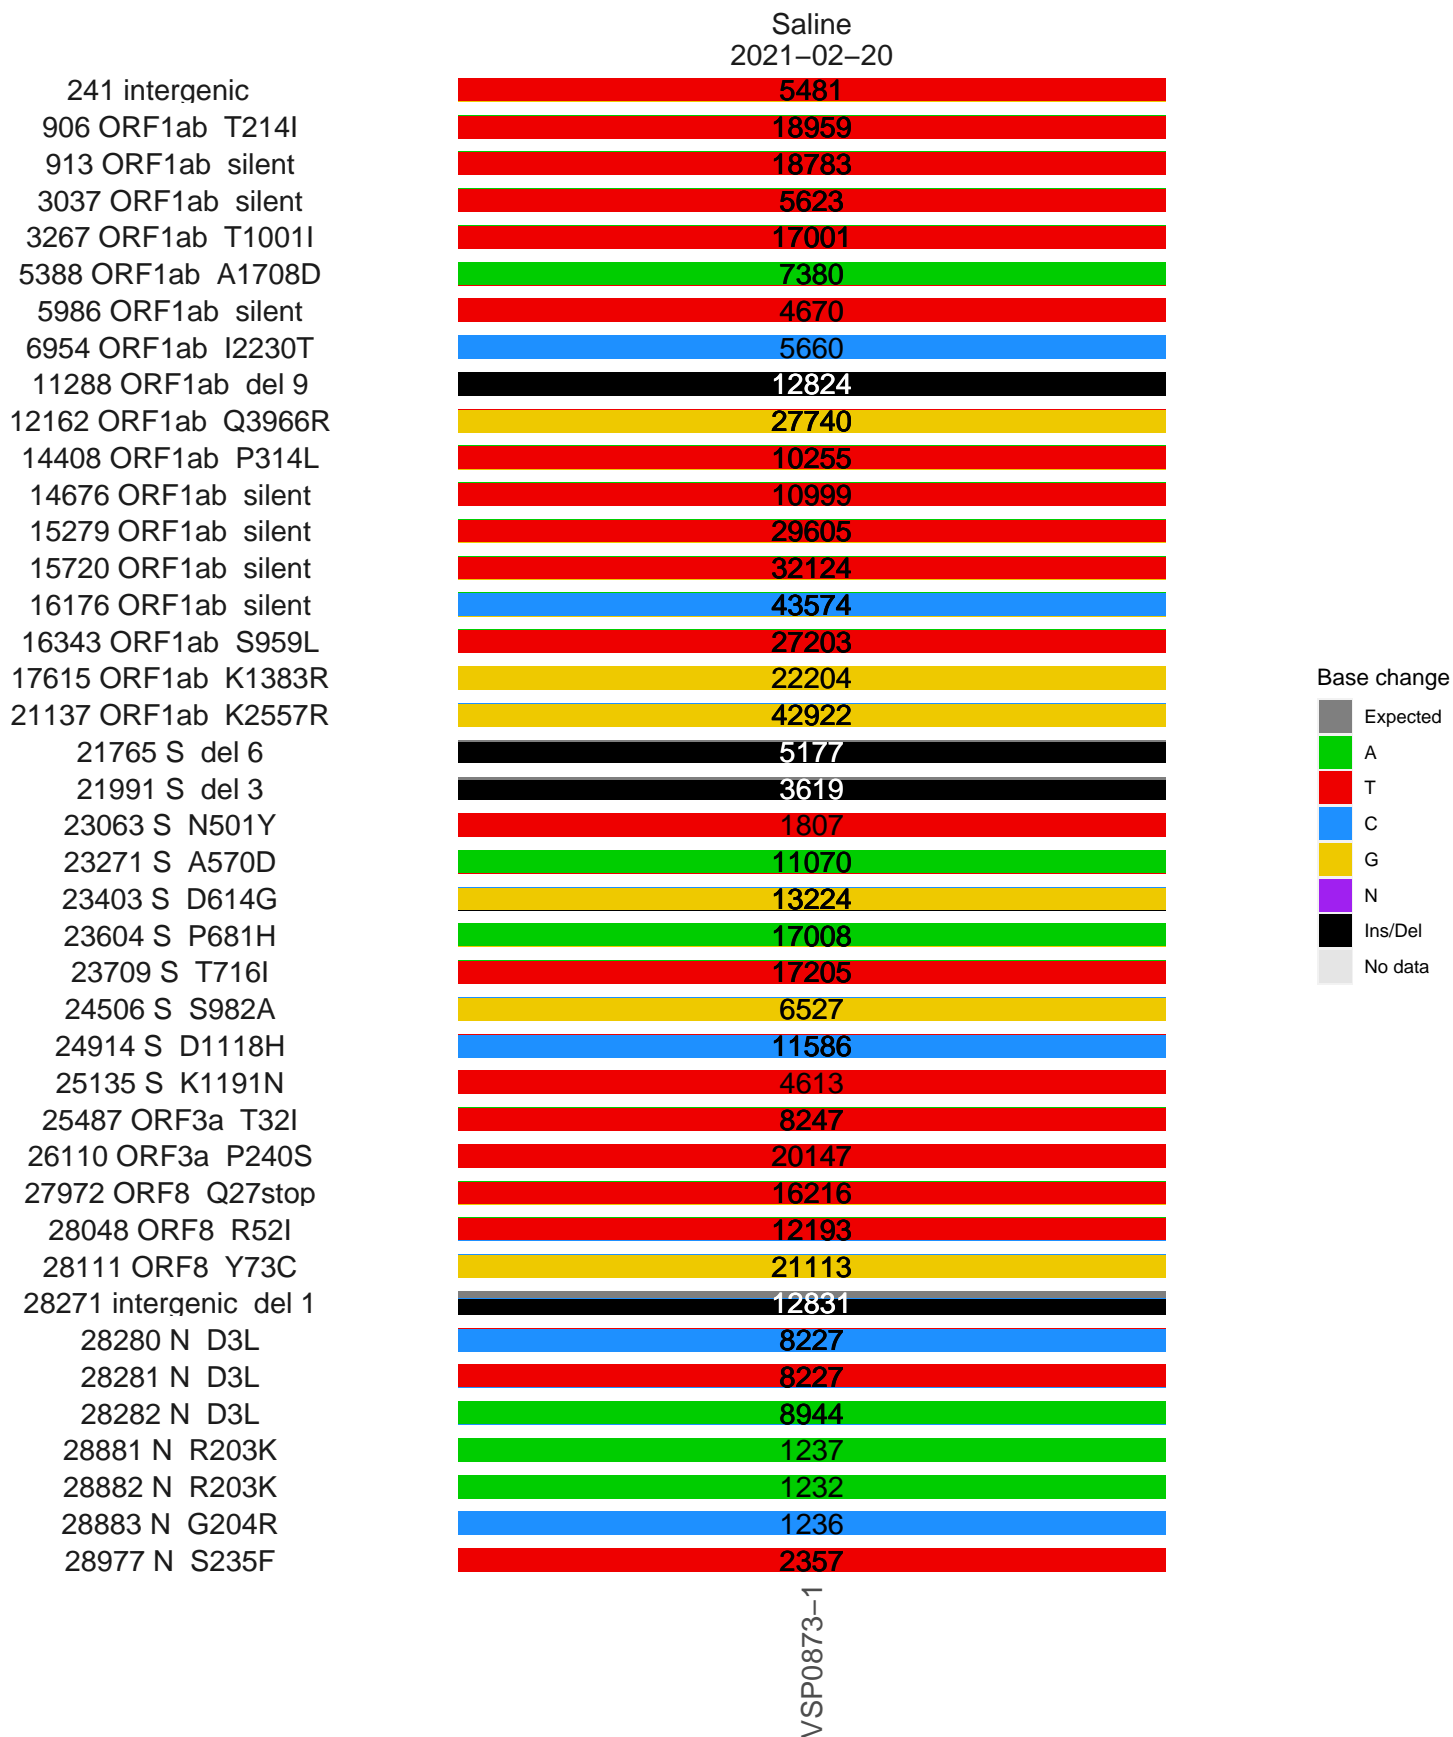 Saline
2021−02−20
241 intergenic 5481
906 ORF1ab T214I 18959
913 ORF1ab silent 18783
3037 ORF1ab silent 5623
3267 ORF1ab T1001I 17001
5388 ORF1ab A1708D 7380
5986 ORF1ab silent 4670
6954 ORF1ab I2230T 5660
11288 ORF1ab del 9 12824
12162 ORF1ab Q3966R 27740
14408 ORF1ab P314L 10255
14676 ORF1ab silent 10999
15279 ORF1ab silent 29605
15720 ORF1ab silent 32124
16176 ORF1ab silent 43574
16343 ORF1ab S959L 27203
17615 ORF1ab K1383R 22204
21137 ORF1ab K2557R 42922
21765 S del 6 5177
21991 S del 3 3619
23063 S N501Y 1807
23271 S A570D 11070
23403 S D614G 13224
23604 S P681H 17008
23709 S T716I 17205
24506 S S982A 6527
24914 S D1118H 11586
25135 S K1191N 4613
25487 ORF3a T32I 8247
26110 ORF3a P240S 20147
27972 ORF8 Q27stop 16216
28048 ORF8 R52I 12193
28111 ORF8 Y73C 21113
28271 intergenic del 1 12831
28280 N D3L 8227
28281 N D3L 8227
28282 N D3L 8944
28881 N R203K 1237
28882 N R203K 1232
28883 N G204R 1236
28977 N S235F 2357
VSP0873−1
Base change
Expected
A
T
C
G
N
Ins/Del
No data